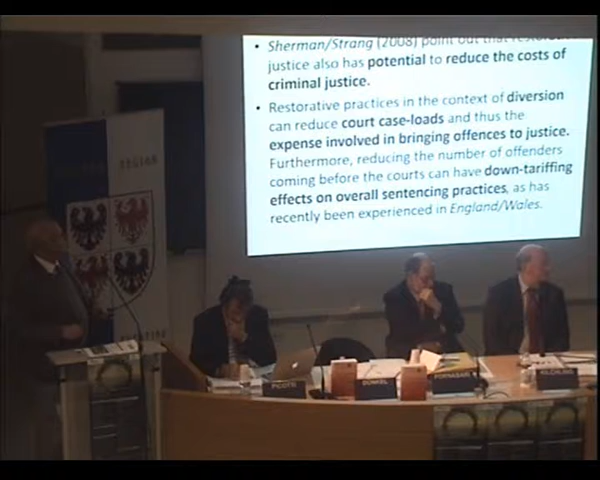 • Sherman/Strang (2008) point out that restorative
justice also has potential to reduce the costs of
criminal justice.
• Restorative practices in the context of diversion
can reduce court case-loads and thus the
expense involved in bringing offences to justice.
Furthermore, reducing the number of offenders
coming before the courts can have down-tariffing
effects on overall sentencing practices, as has
recently been experienced in England/Wales.
PICOTTI
DÜNKEL
FORNASARI